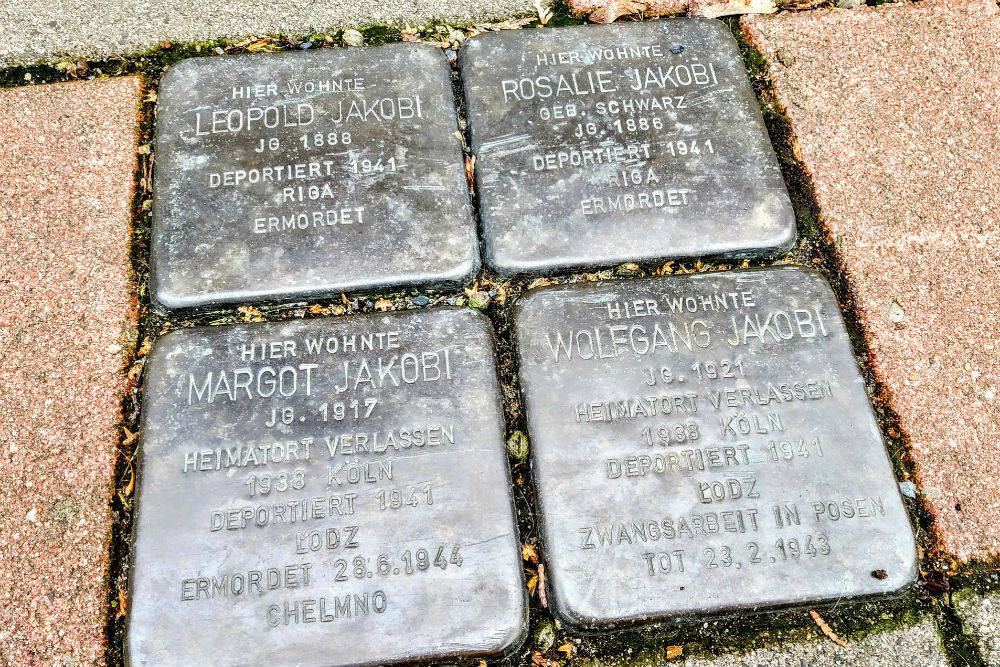 HIER WOHNTE
LEOPOLD JAKOBI
JG. 1888
DEPORTIERT 1941
RIGA
ERMORDET
HIER WOHNTE
ROSALIE JAKOBI
GEB. SCHWARZ
JG. 1886
DEPORTIERT 1941
RIGA
ERMORDET
HIER WOHNTE
MARGOT JAKOBI
JG. 1917
HEIMATORT VERLASSEN
1938 KÖLN
DEPORTIERT 1941
ŁODZ
ERMORDET 28.6.1944
CHELMNO
HIER WOHNTE
WOLFGANG JAKOBI
JG. 1921
HEIMATORT VERLASSEN
1938 KÖLN
DEPORTIERT 1941
ŁODZ
ZWANGSARBEIT IN POSEN
TOT 23.2.1943